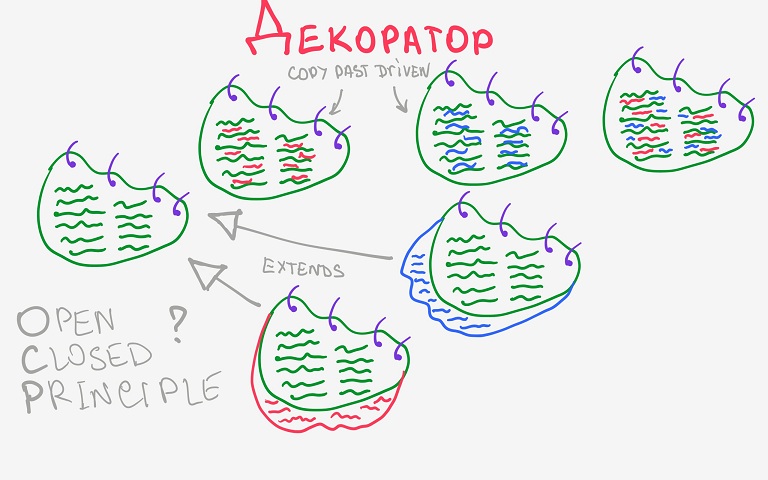 ДЕКОРАТОР
COPY PAST DRIVEN
EXTENDS
OPEN ?
CLOSED
PRINCIPLE